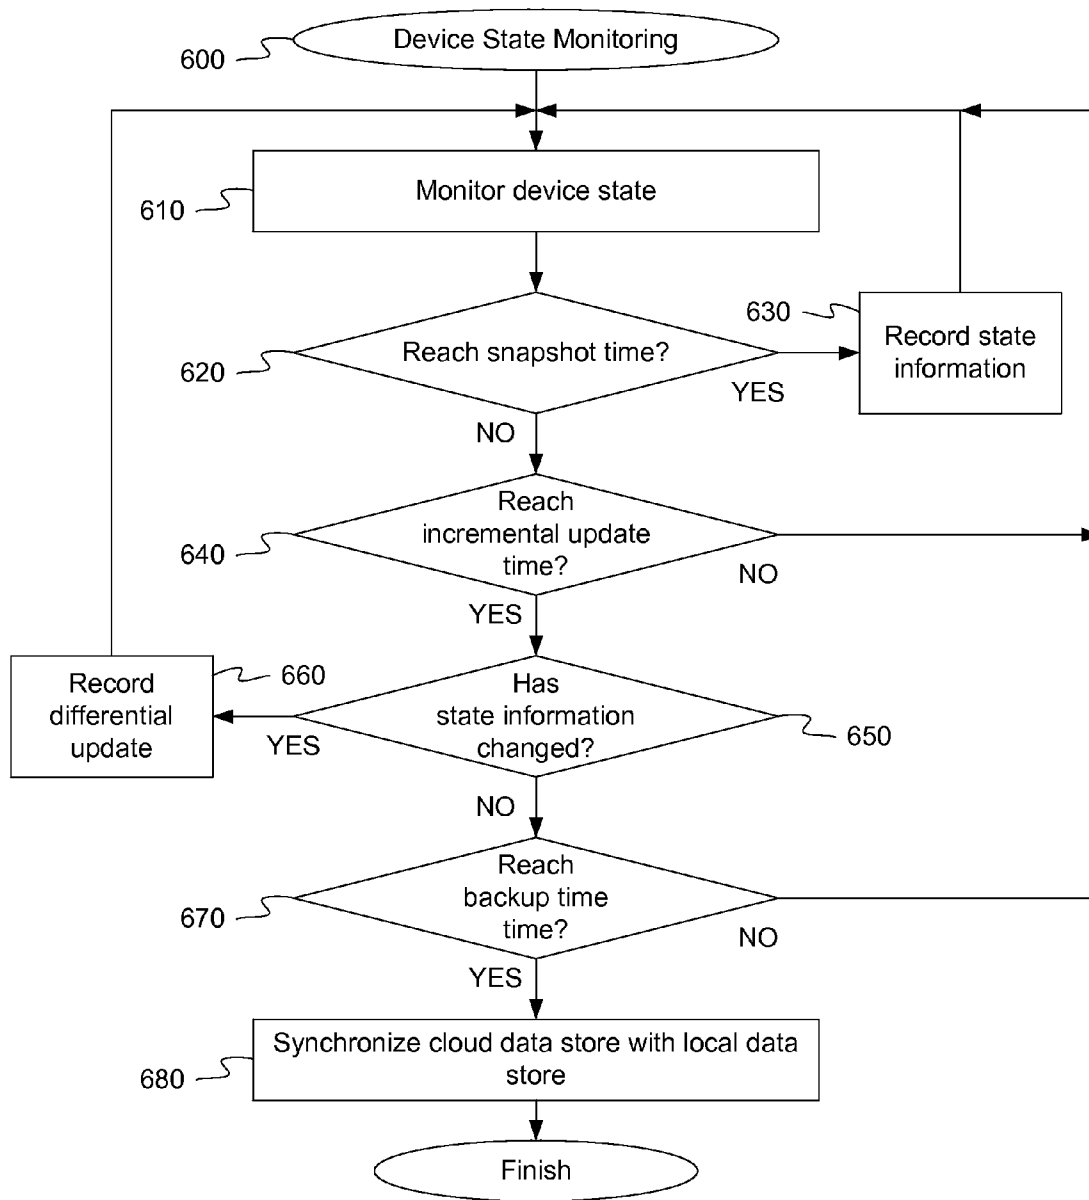 Device State Monitoring
600
Monitor device state
610
630
Record state
information
Reach snapshot time?
620
YES
NO
Reach
incremental update
time?
640
NO
YES
Record
differential
update
660
Has
state information
changed?
650
YES
NO
Reach
backup time
time?
670
NO
YES
Synchronize cloud data store with local data
store
680
Finish